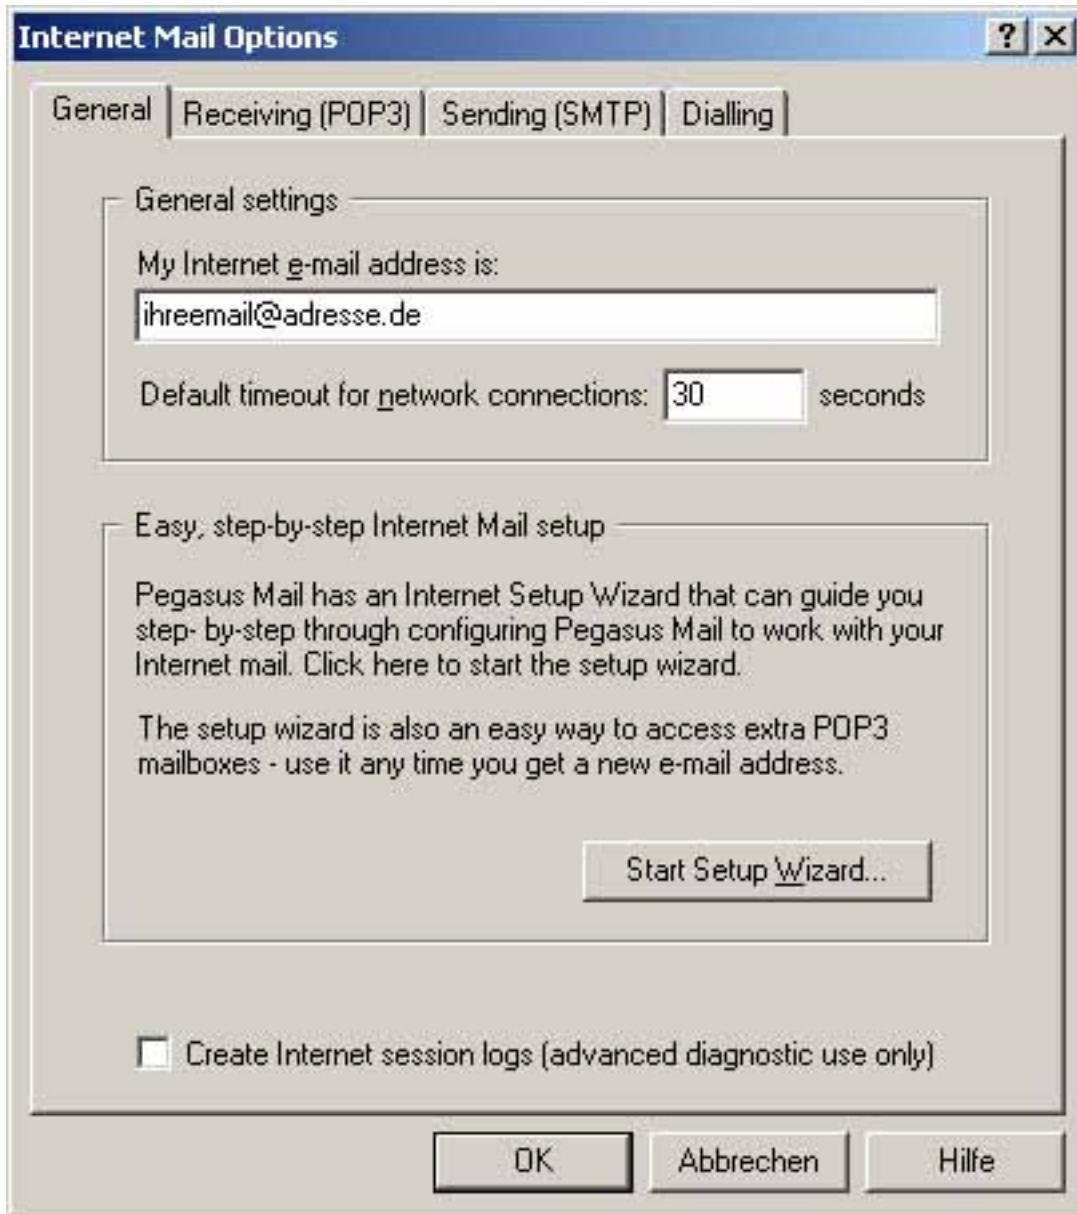 Internet Mail Options
General
Receiving (POP3)
Sending (SMTP)
Dialling
General settings
My Internet e-mail address is:
ihreemail@adresse.de
Default timeout for network connections: 30 seconds
Easy, step-by-step Internet Mail setup
Pegasus Mail has an Internet Setup Wizard that can guide you
step- by-step through configuring Pegasus Mail to work with your
Internet mail. Click here to start the setup wizard.
The setup wizard is also an easy way to access extra POP3
mailboxes - use it any time you get a new e-mail address.
Start Setup Wizard...
Create Internet session logs (advanced diagnostic use only)
OK
Abbrechen
Hilfe